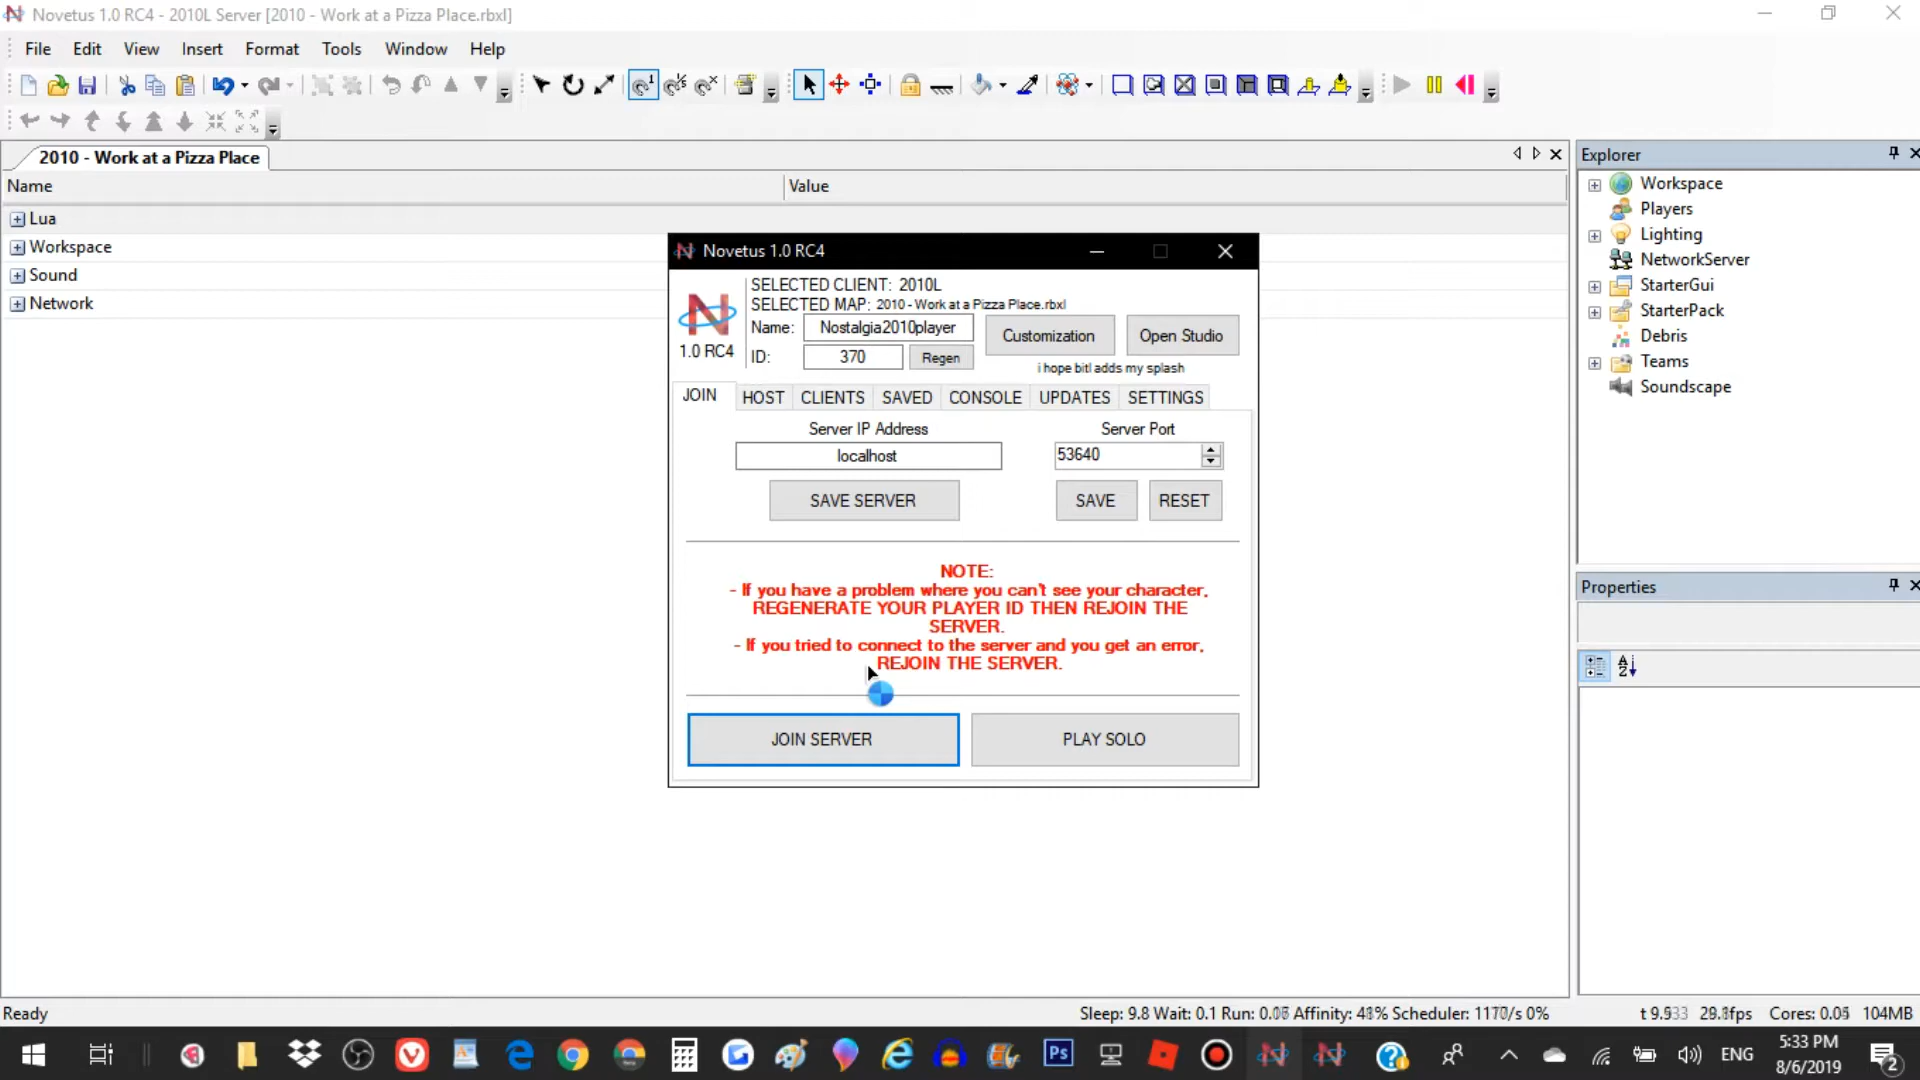 Novetus 1.0 RC4 - 2010L Server [2010 - Work at a Pizza Place.rbxl]
File Edit View Insert Format Tools Window Help
2010 - Work at a Pizza Place
Name Value
Lua
Workspace
Sound
Network
Explorer
Workspace
Players
Lighting
NetworkServer
StarterGui
StarterPack
Debris
Teams
Soundscape
Properties
Novetus 1.0 RC4
SELECTED CLIENT: 2010L
SELECTED MAP: 2010 - Work at a Pizza Place.rbxl
Name: Nostalgia2010player Customization Open Studio
1.0 RC4 ID: 370 Regen
i hope bitl adds my splash
JOIN HOST CLIENTS SAVED CONSOLE UPDATES SETTINGS
Server IP Address Server Port
localhost 53640
SAVE SERVER SAVE RESET
NOTE:
- If you have a problem where you can't see your character,
REGENERATE YOUR PLAYER ID THEN REJOIN THE
SERVER.
- If you tried to connect to the server and you get an error,
REJOIN THE SERVER.
JOIN SERVER PLAY SOLO
Ready Sleep: 9.8 Wait: 0.1 Run: Affinity: Scheduler: 0% Cores: 104MB
Ps ENG 5:33 PM
8/6/2019 2